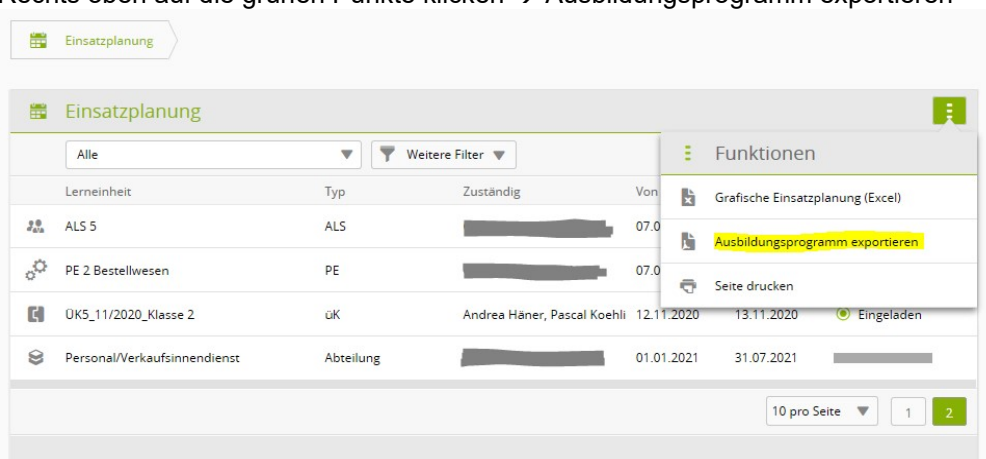 Rechts oben auf die grünen Punkte klicken → Ausbildungsprogramm exportieren
Einsatzplanung
Einsatzplanung
Alle Weitere Filter
Funktionen
Lerneinheit Typ Zuständig Von
Grafische Einsatzplanung (Excel)
ALS 5 ALS 07.0
Ausbildungsprogramm exportieren
PE 2 Bestellwesen PE 07.0
Seite drucken
ÜK5_11/2020_Klasse 2 üK Andrea Häner, Pascal Koehli 12.11.2020 13.11.2020 Eingeladen
Personal/Verkaufsinnendienst Abteilung 01.01.2021 31.07.2021
10 pro Seite 1 2